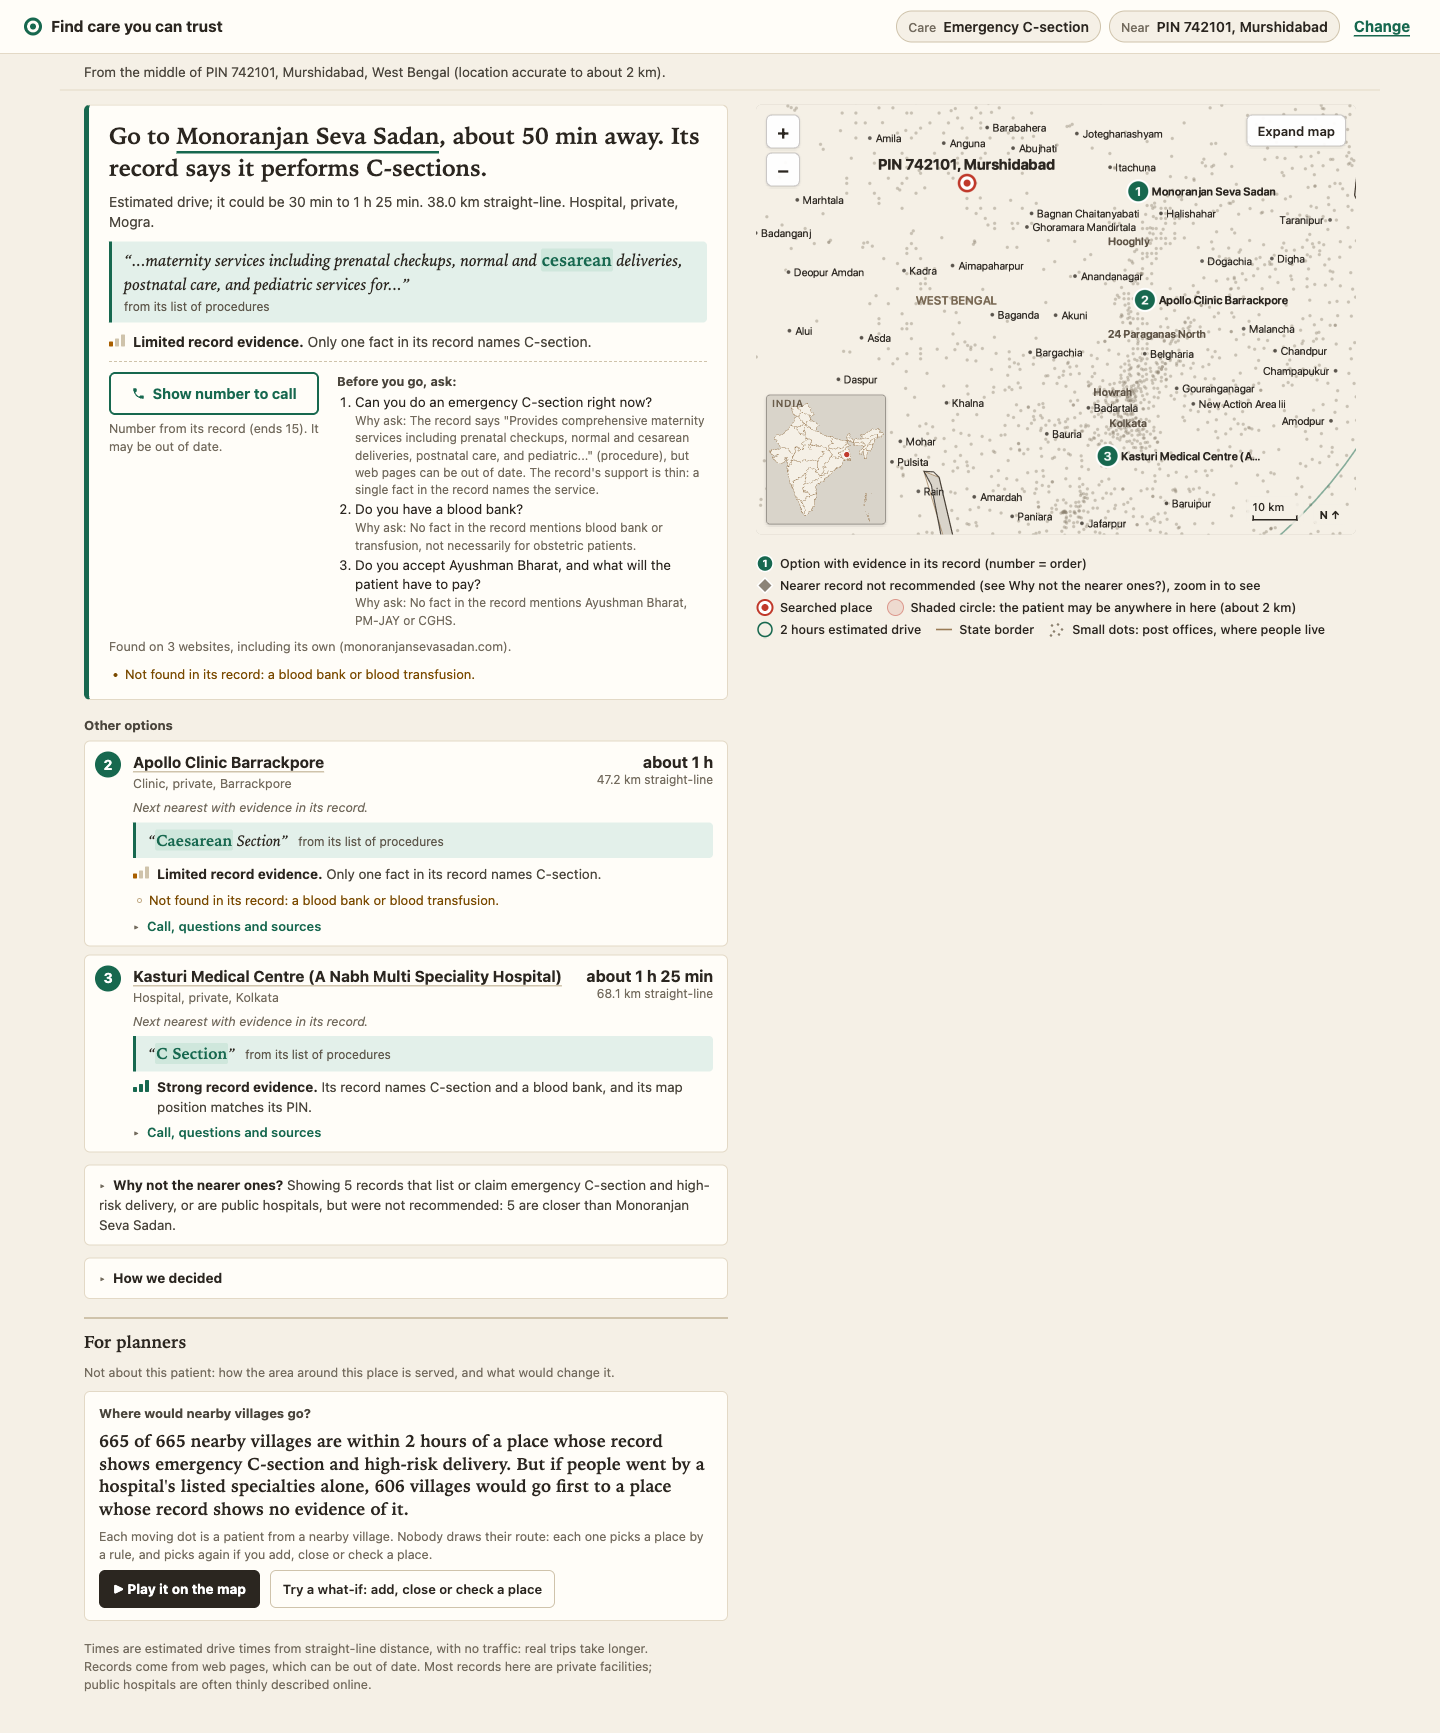 Find care you can trust
Care Emergency C-section
Near PIN 742101, Murshidabad
Change
From the middle of PIN 742101, Murshidabad, West Bengal (location accurate to about 2 km).
Go to Monoranjan Seva Sadan, about 50 min away. Its
record says it performs C-sections.
Estimated drive; it could be 30 min to 1 h 25 min. 38.0 km straight-line. Hospital, private,
Mogra.
“…maternity services including prenatal checkups, normal and cesarean deliveries,
postnatal care, and pediatric services for…”
from its list of procedures
Limited record evidence. Only one fact in its record names C-section.
Show number to call
Number from its record (ends 15). It
may be out of date.
Before you go, ask:
1. Can you do an emergency C-section right now?
Why ask: The record says "Provides comprehensive maternity
services including prenatal checkups, normal and cesarean
deliveries, postnatal care, and pediatric..." (procedure), but
web pages can be out of date. The record's support is thin: a
single fact in the record names the service.
2. Do you have a blood bank?
Why ask: No fact in the record mentions blood bank or
transfusion, not necessarily for obstetric patients.
3. Do you accept Ayushman Bharat, and what will the
patient have to pay?
Why ask: No fact in the record mentions Ayushman Bharat,
PM-JAY or CGHS.
Found on 3 websites, including its own (monoranjansevasadan.com).
• Not found in its record: a blood bank or blood transfusion.
Other options
2 Apollo Clinic Barrackpore about 1 h
Clinic, private, Barrackpore 47.2 km straight-line
Next nearest with evidence in its record.
“Caesarean Section” from its list of procedures
Limited record evidence. Only one fact in its record names C-section.
Not found in its record: a blood bank or blood transfusion.
Call, questions and sources
3 Kasturi Medical Centre (A Nabh Multi Speciality Hospital) about 1 h 25 min
Hospital, private, Kolkata 68.1 km straight-line
Next nearest with evidence in its record.
“C Section” from its list of procedures
Strong record evidence. Its record names C-section and a blood bank, and its map
position matches its PIN.
Call, questions and sources
Why not the nearer ones? Showing 5 records that list or claim emergency C-section and high-
risk delivery, or are public hospitals, but were not recommended: 5 are closer than Monoranjan
Seva Sadan.
How we decided
For planners
Not about this patient: how the area around this place is served, and what would change it.
Where would nearby villages go?
665 of 665 nearby villages are within 2 hours of a place whose record
shows emergency C-section and high-risk delivery. But if people went by a
hospital's listed specialties alone, 606 villages would go first to a place
whose record shows no evidence of it.
Each moving dot is a patient from a nearby village. Nobody draws their route: each one picks a place by
a rule, and picks again if you add, close or check a place.
Play it on the map
Try a what-if: add, close or check a place
Times are estimated drive times from straight-line distance, with no traffic: real trips take longer.
Records come from web pages, which can be out of date. Most records here are private facilities;
public hospitals are often thinly described online.
+
−
Expand map
Barabahera
Amila
Joteghanashyam
Anguna
Abujhati
PIN 742101, Murshidabad
Itachuna
1 Monoranjan Seva Sadan
Marhtala
Bagnan Chaitanyabati
Halishahar
Taranipur
Ghoramara Mandirtala
Badanganj
Hooghly
Dogachia
Digha
Deopur Amdan
Kadra
Aimapaharpur
Anandanagar
WEST BENGAL
2 Apollo Clinic Barrackpore
Baganda
Akuni
Alui
Asda
24 Paraganas North
Malancha
Bargachia
Belgharia
Chandpur
Champapukur
Daspur
Howrah
Gouranganagar
INDIA
Khalna
Badartala
New Action Area Iii
Kolkata
Amodpur
Bauria
Mohar
3 Kasturi Medical Centre (A…
Pulsita
Rain
Amardah
Baruipur
10 km
Paniara
Jafarpur
N ↑
1 Option with evidence in its record (number = order)
Nearer record not recommended (see Why not the nearer ones?), zoom in to see
Searched place
Shaded circle: the patient may be anywhere in here (about 2 km)
2 hours estimated drive
State border
Small dots: post offices, where people live